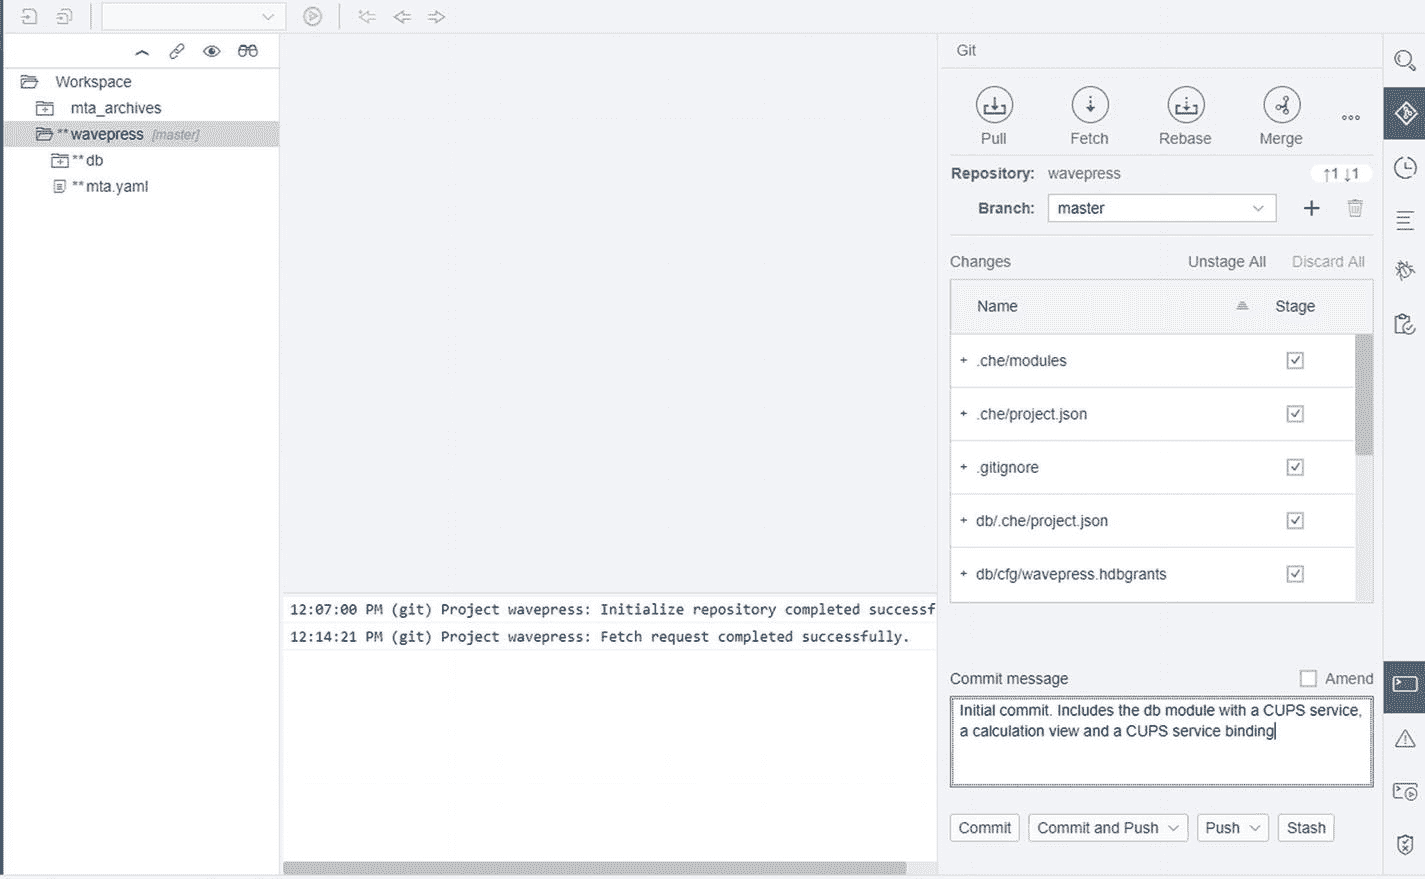 Workspace
mta_archives
** wavepress [master]
** db
** mta.yaml
12:07:00 PM (git) Project wavepress: Initialize repository completed successf
12:14:21 PM (git) Project wavepress: Fetch request completed successfully.
Git
Pull Fetch Rebase Merge
Repository: wavepress ↑1 ↓1
Branch: master
Changes Unstage All Discard All
Name Stage
+ .che/modules
+ .che/project.json
+ .gitignore
+ db/.che/project.json
+ db/cfg/wavepress.hdbgrants
Commit message Amend
Initial commit. Includes the db module with a CUPS service,
a calculation view and a CUPS service binding
Commit Commit and Push Push Stash